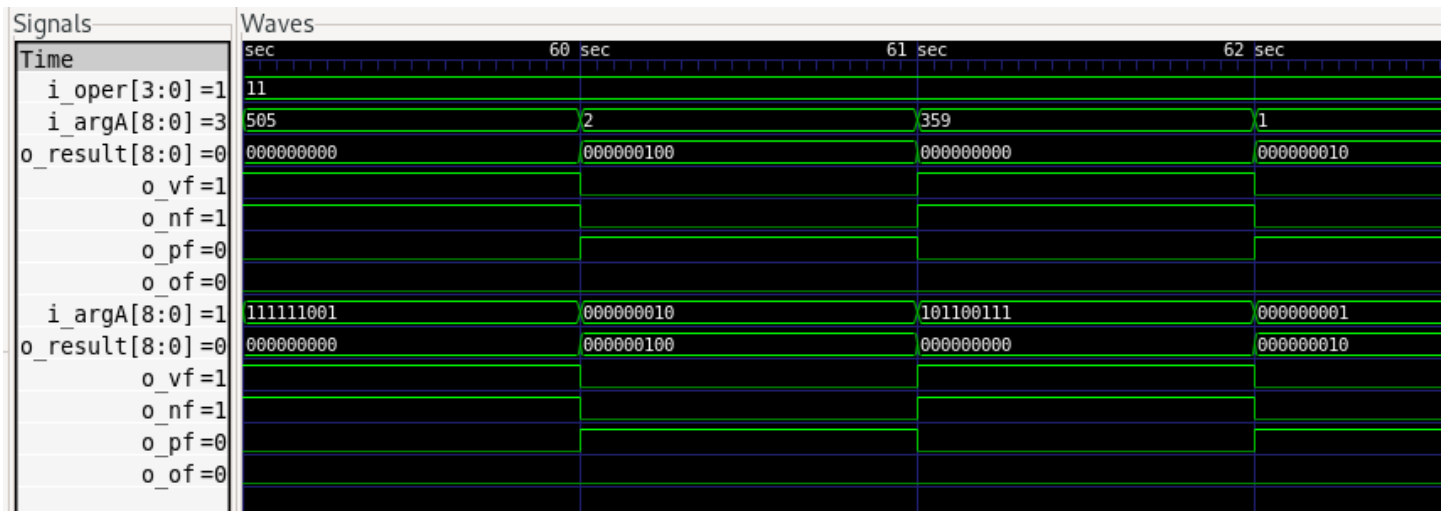 Signals Waves
Time sec 60 sec 61 sec 62 sec
i_oper[3:0] =1 11
i_argA[8:0] =3 505 2 359 1
o_result[8:0] =0 000000000 000000100 000000000 000000010
o_vf =1
o_nf =1
o_pf =0
o_of =0
i_argA[8:0] =1 111111001 000000010 101100111 000000001
o_result[8:0] =0 000000000 000000100 000000000 000000010
o_vf =1
o_nf =1
o_pf =0
o_of =0